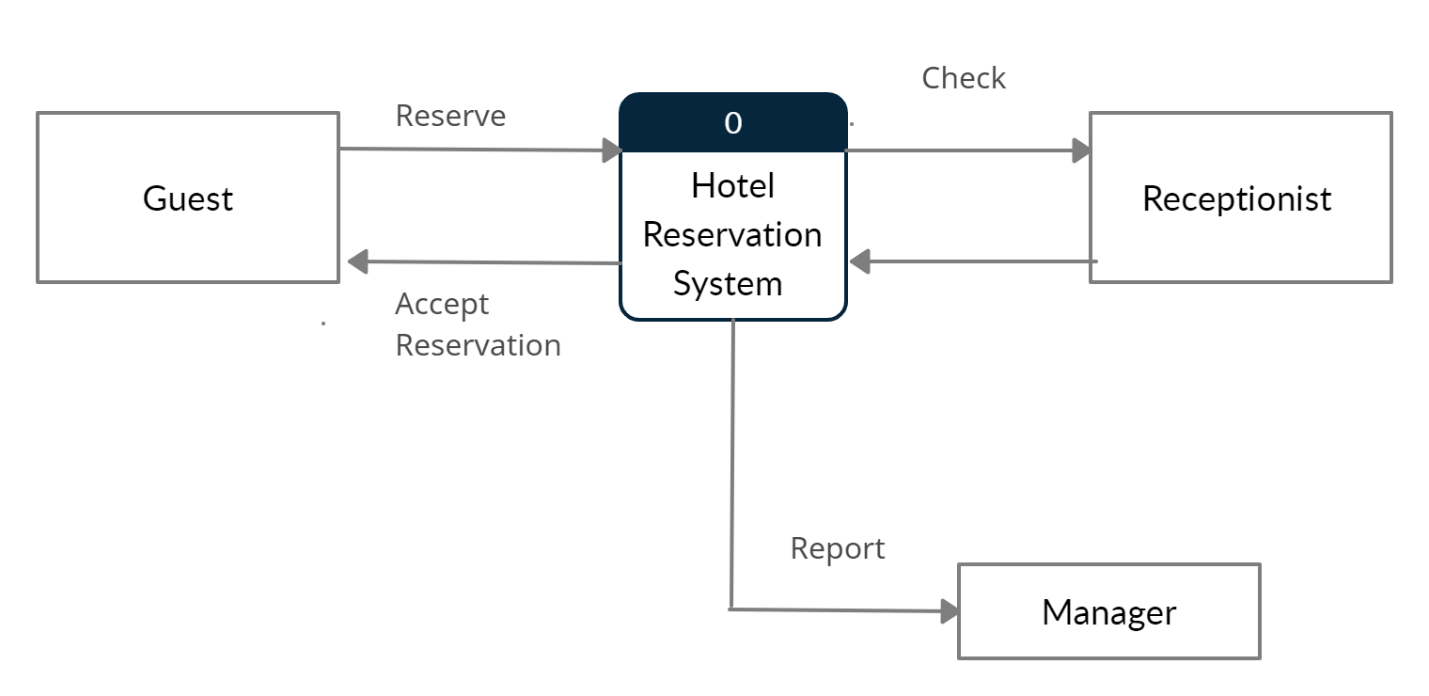 Check
Reserve
0
Guest
Hotel
Reservation
System
Receptionist
Accept
Reservation
Report
Manager